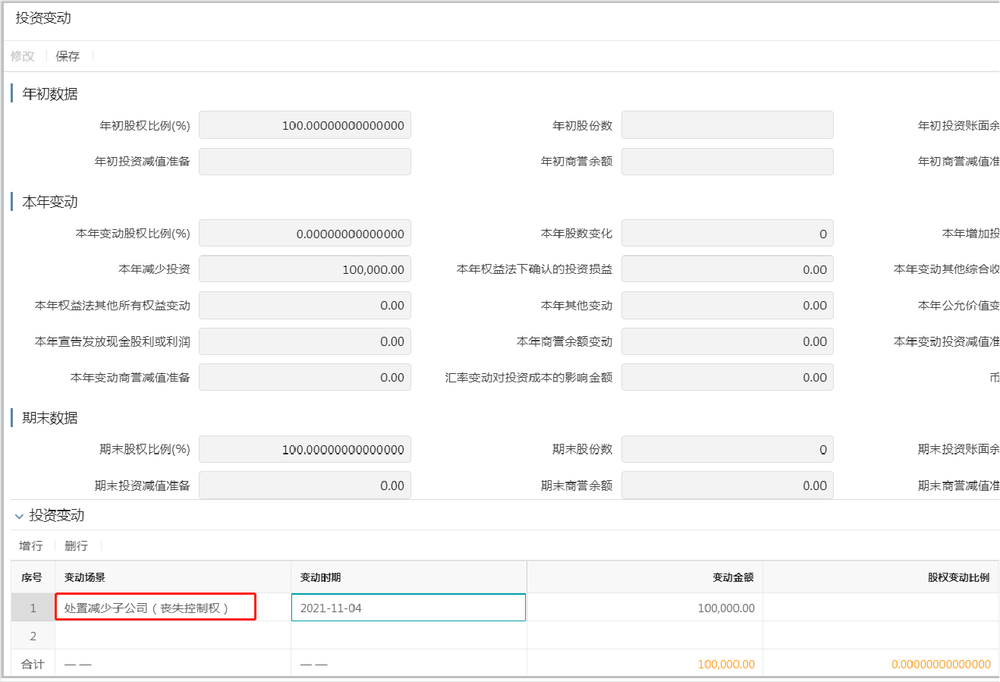 投资变动
修改 保存
年初数据
年初股权比例(%) 100.00000000000000 年初股份数 年初投资账面余
年初投资减值准备 年初商誉余额 年初商誉减值准
本年变动
本年变动股权比例(%) 0.00000000000000 本年股数变化 0 本年增加投
本年减少投资 100,000.00 本年权益法下确认的投资损益 0.00 本年变动其他综合收
本年权益法其他所有权益变动 0.00 本年其他变动 0.00 本年公允价值变
本年宣告发放现金股利或利润 0.00 本年商誉余额变动 0.00 本年变动投资减值准
本年变动商誉减值准备 0.00 汇率变动对投资成本的影响金额 0.00 币
期末数据
期末股权比例(%) 100.00000000000000 期末股份数 0 期末投资账面余
期末投资减值准备 0.00 期末商誉余额 0.00 期末商誉减值准
投资变动
增行 删行
序号 变动场景 变动时期 变动金额 股权变动比例
1 处置减少子公司（丧失控制权） 2021-11-04 100,000.00
2
合计 — — — — 100,000.00 0.00000000000000